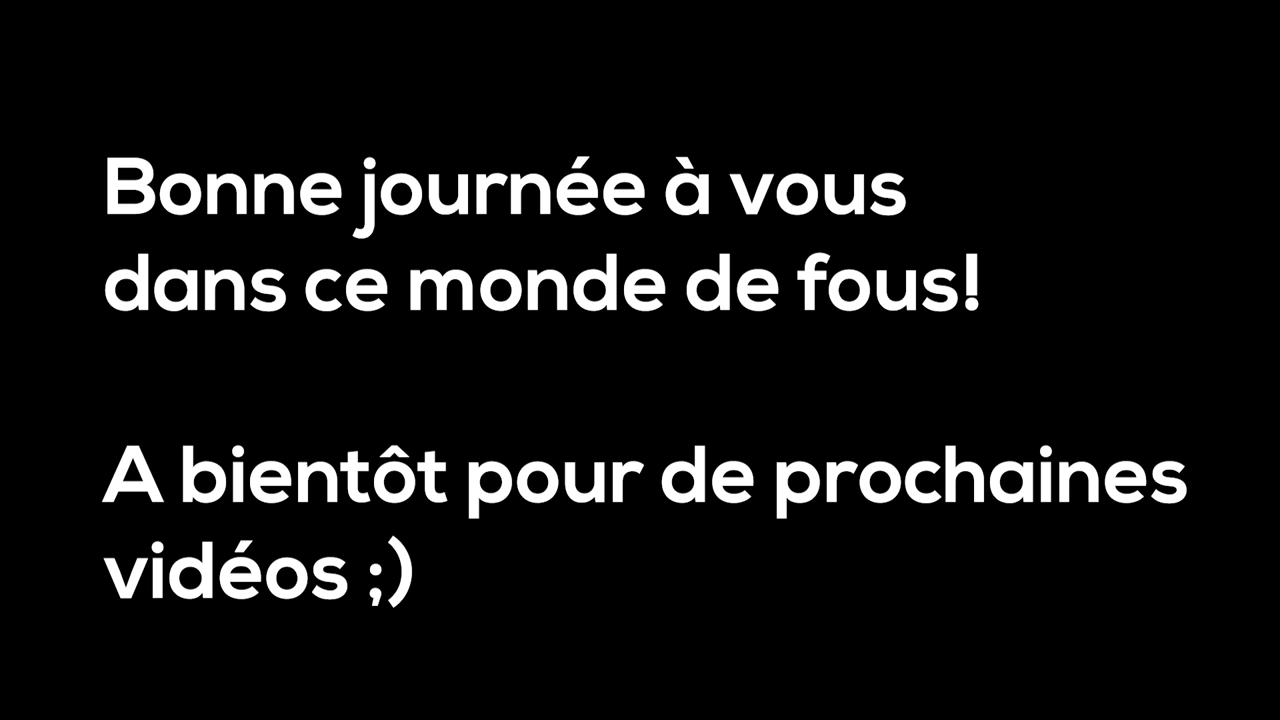 Bonne journée à vous
dans ce monde de fous!
A bientôt pour de prochaines
vidéos ;)